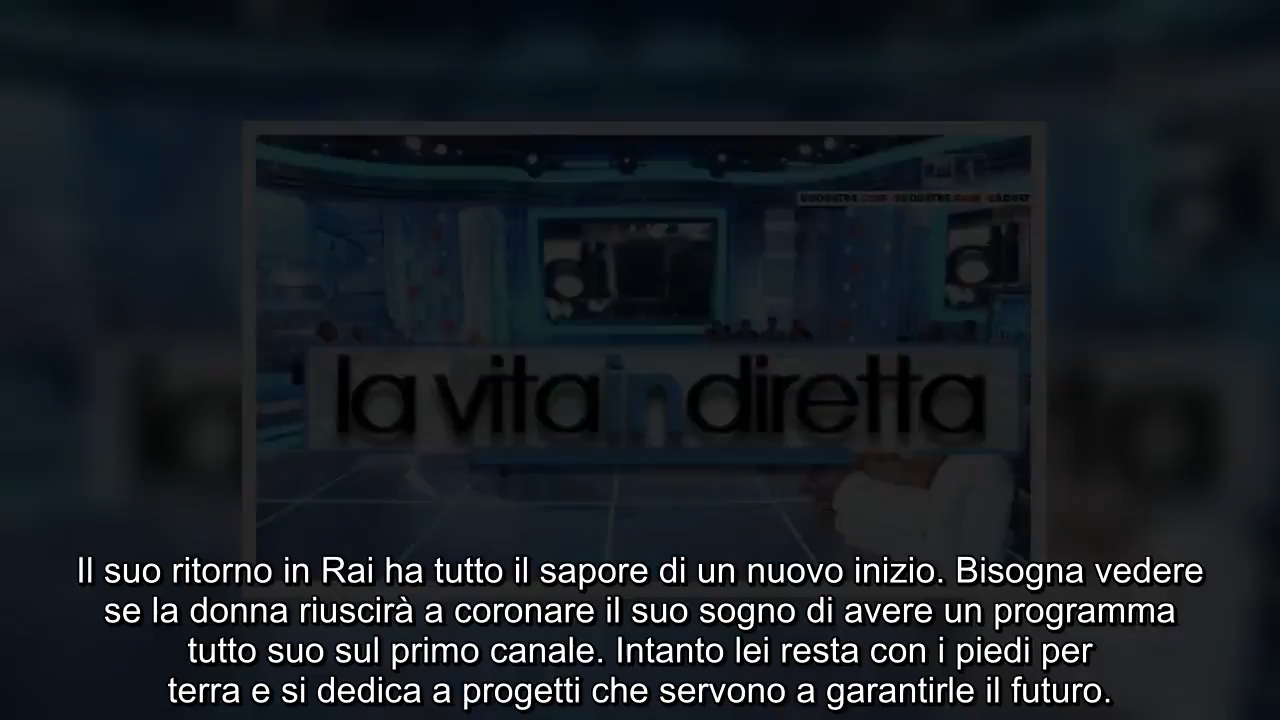 la vita in diretta
Il suo ritorno in Rai ha tutto il sapore di un nuovo inizio. Bisogna vedere
se la donna riuscirà a coronare il suo sogno di avere un programma
tutto suo sul primo canale. Intanto lei resta con i piedi per
terra e si dedica a progetti che servono a garantirle il futuro.